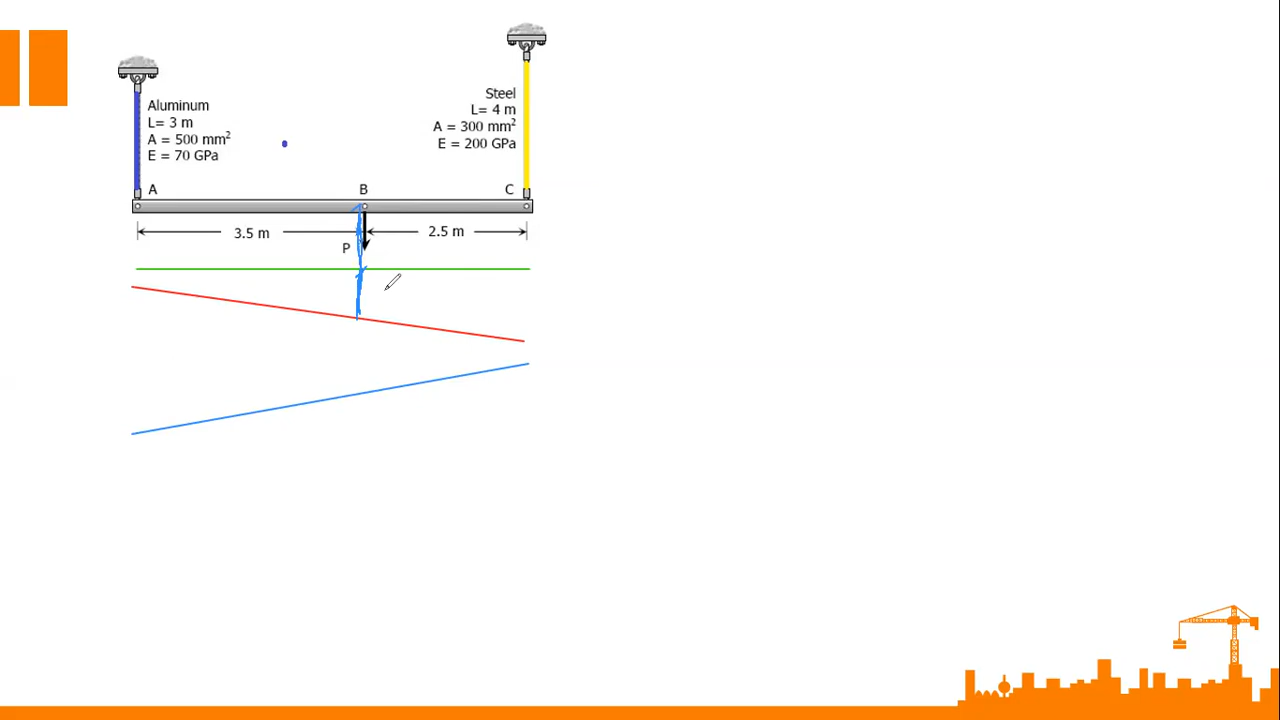 Aluminum
L= 3 m
A = 500 mm²
E = 70 GPa
Steel
L= 4 m
A = 300 mm²
E = 200 GPa
A B C
3.5 m 2.5 m
P